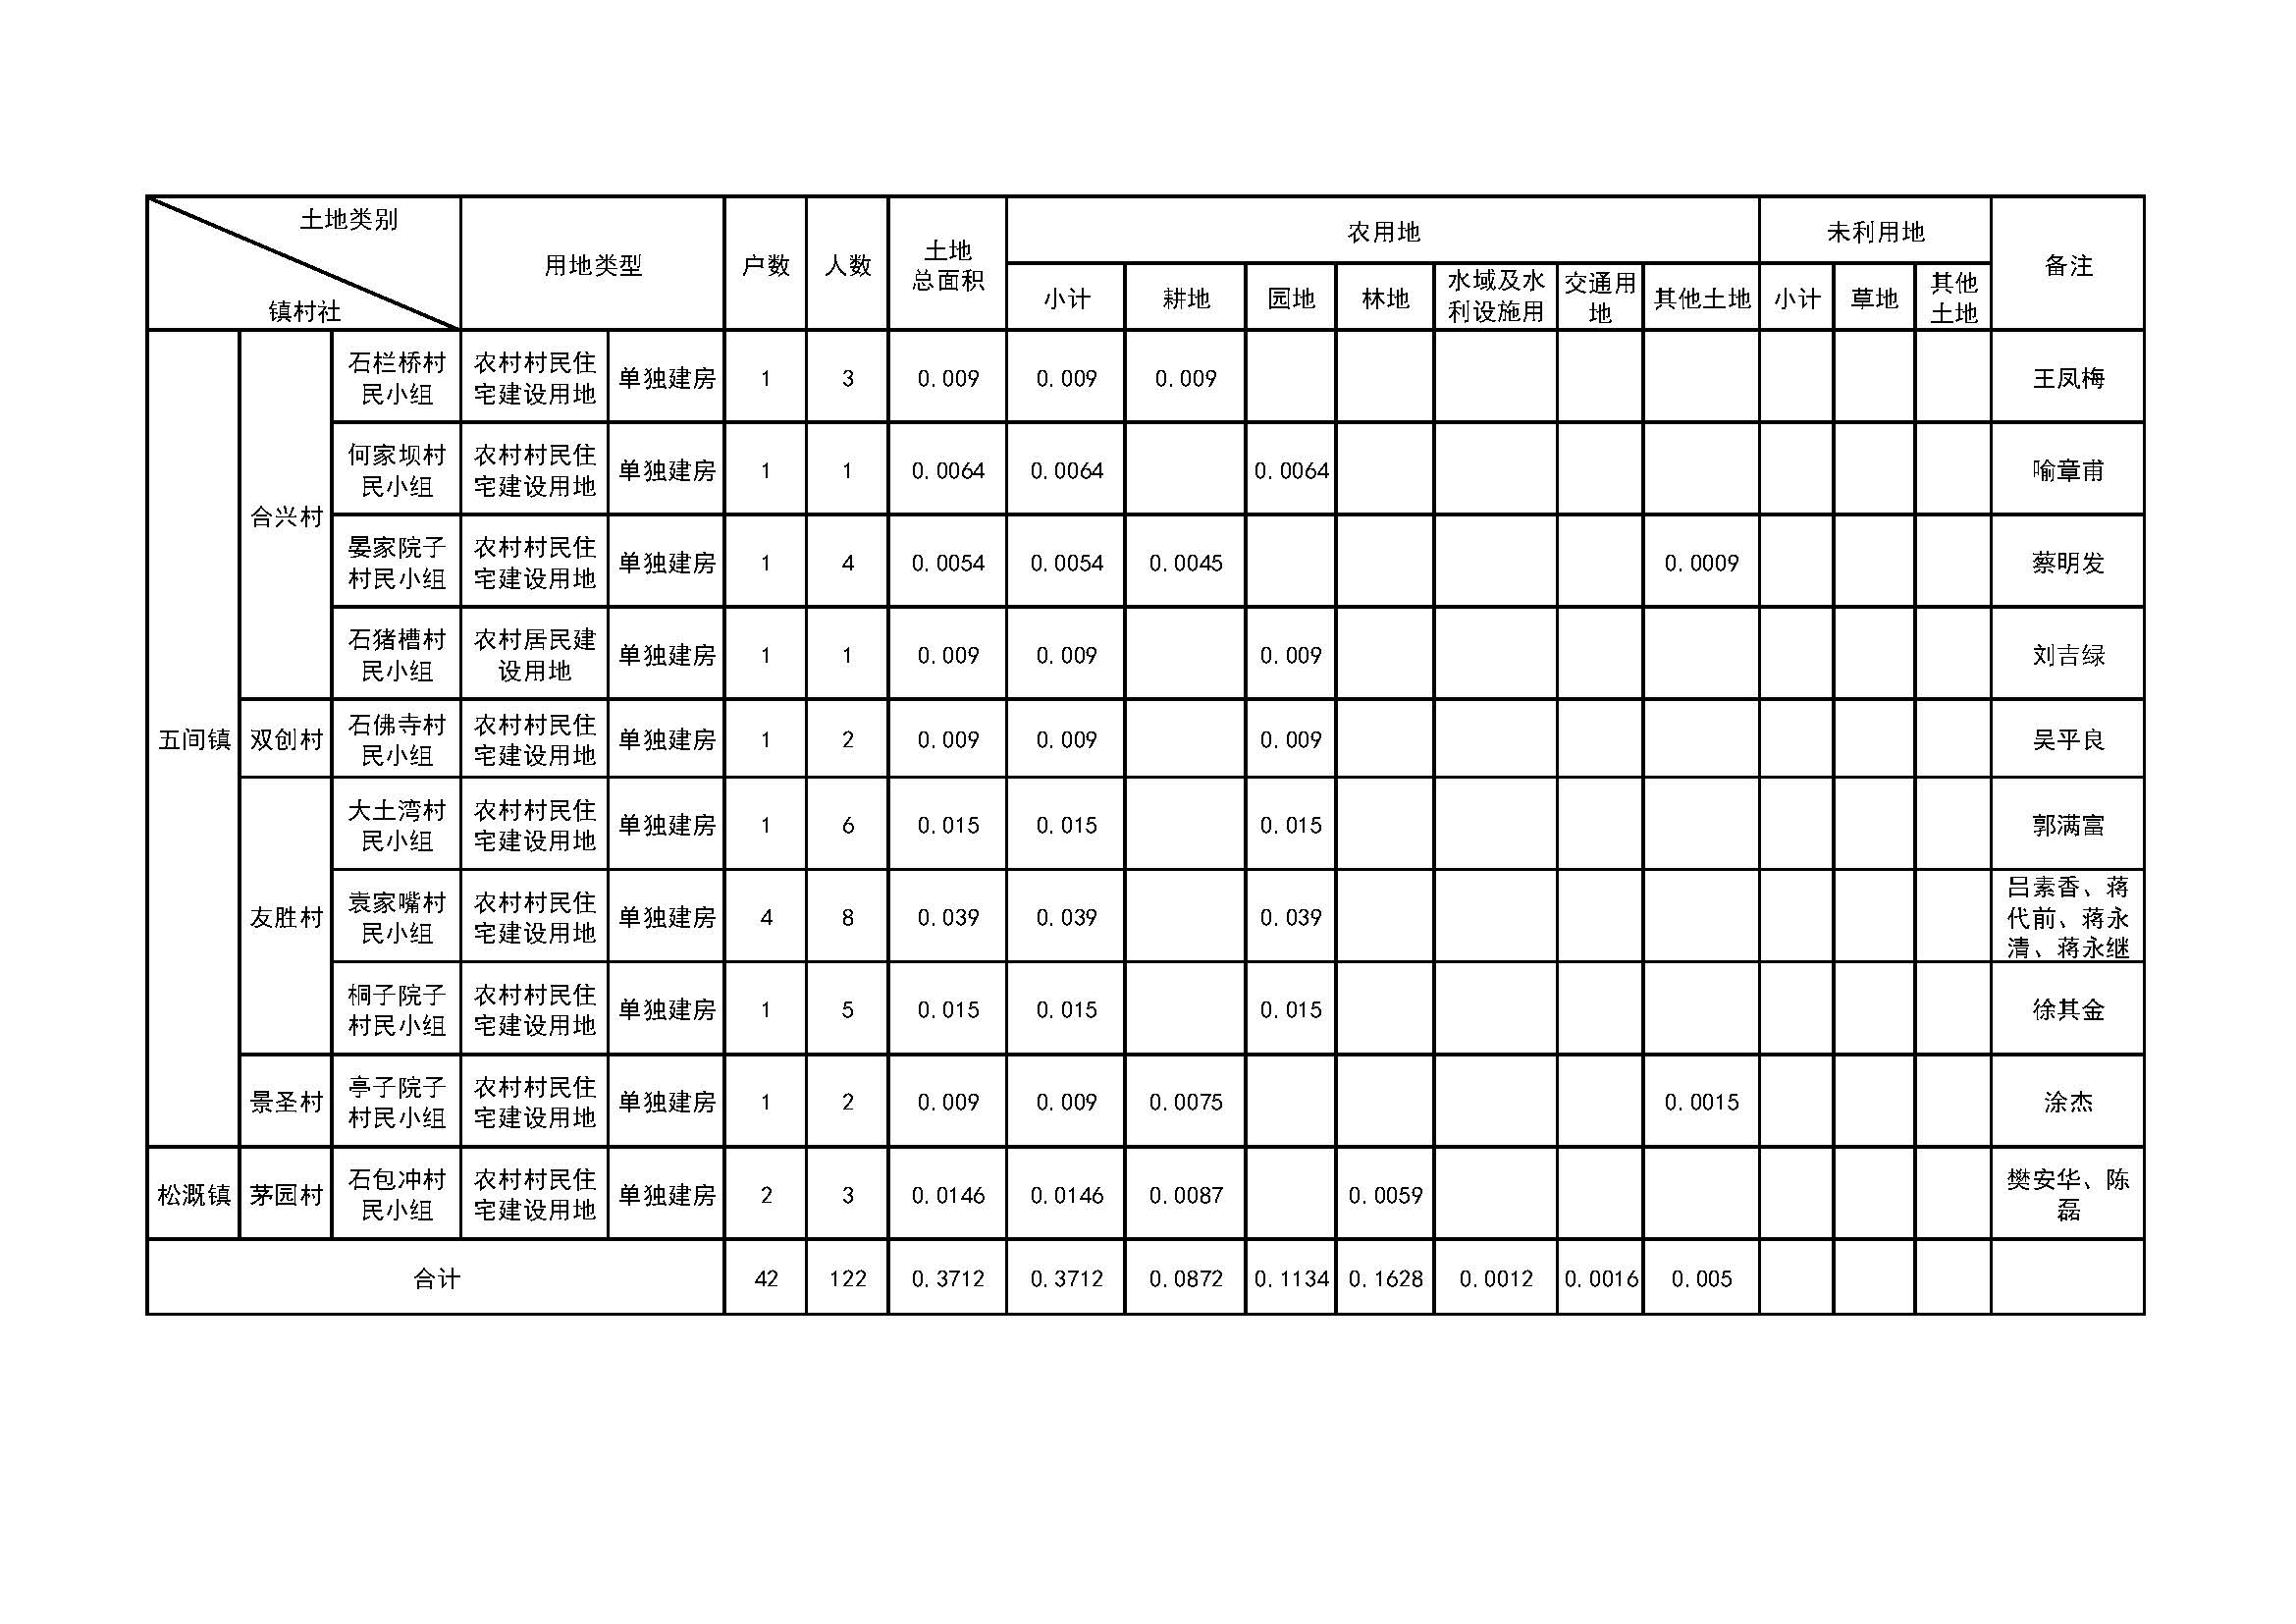 土地类别
镇村社
用地类型
户数
人数
土地
总面积
农用地
未利用地
备注
小计
耕地
园地
林地
水域及水
利设施用
交通用
地
其他土地
小计
草地
其他
土地
五间镇
合兴村
石栏桥村
民小组
农村村民住
宅建设用地
单独建房
1
3
0.009
0.009
0.009
王凤梅
何家坝村
民小组
农村村民住
宅建设用地
单独建房
1
1
0.0064
0.0064
0.0064
喻章甫
晏家院子
村民小组
农村村民住
宅建设用地
单独建房
1
4
0.0054
0.0054
0.0045
0.0009
蔡明发
石猪槽村
民小组
农村居民建
设用地
单独建房
1
1
0.009
0.009
0.009
刘吉绿
双创村
石佛寺村
民小组
农村村民住
宅建设用地
单独建房
1
2
0.009
0.009
0.009
吴平良
友胜村
大土湾村
民小组
农村村民住
宅建设用地
单独建房
1
6
0.015
0.015
0.015
郭满富
袁家嘴村
民小组
农村村民住
宅建设用地
单独建房
4
8
0.039
0.039
0.039
吕素香、蒋
代前、蒋永
清、蒋永继
桐子院子
村民小组
农村村民住
宅建设用地
单独建房
1
5
0.015
0.015
0.015
徐其金
景圣村
亭子院子
村民小组
农村村民住
宅建设用地
单独建房
1
2
0.009
0.009
0.0075
0.0015
涂杰
松溉镇
茅园村
石包冲村
民小组
农村村民住
宅建设用地
单独建房
2
3
0.0146
0.0146
0.0087
0.0059
樊安华、陈
磊
合计
42
122
0.3712
0.3712
0.0872
0.1134
0.1628
0.0012
0.0016
0.005